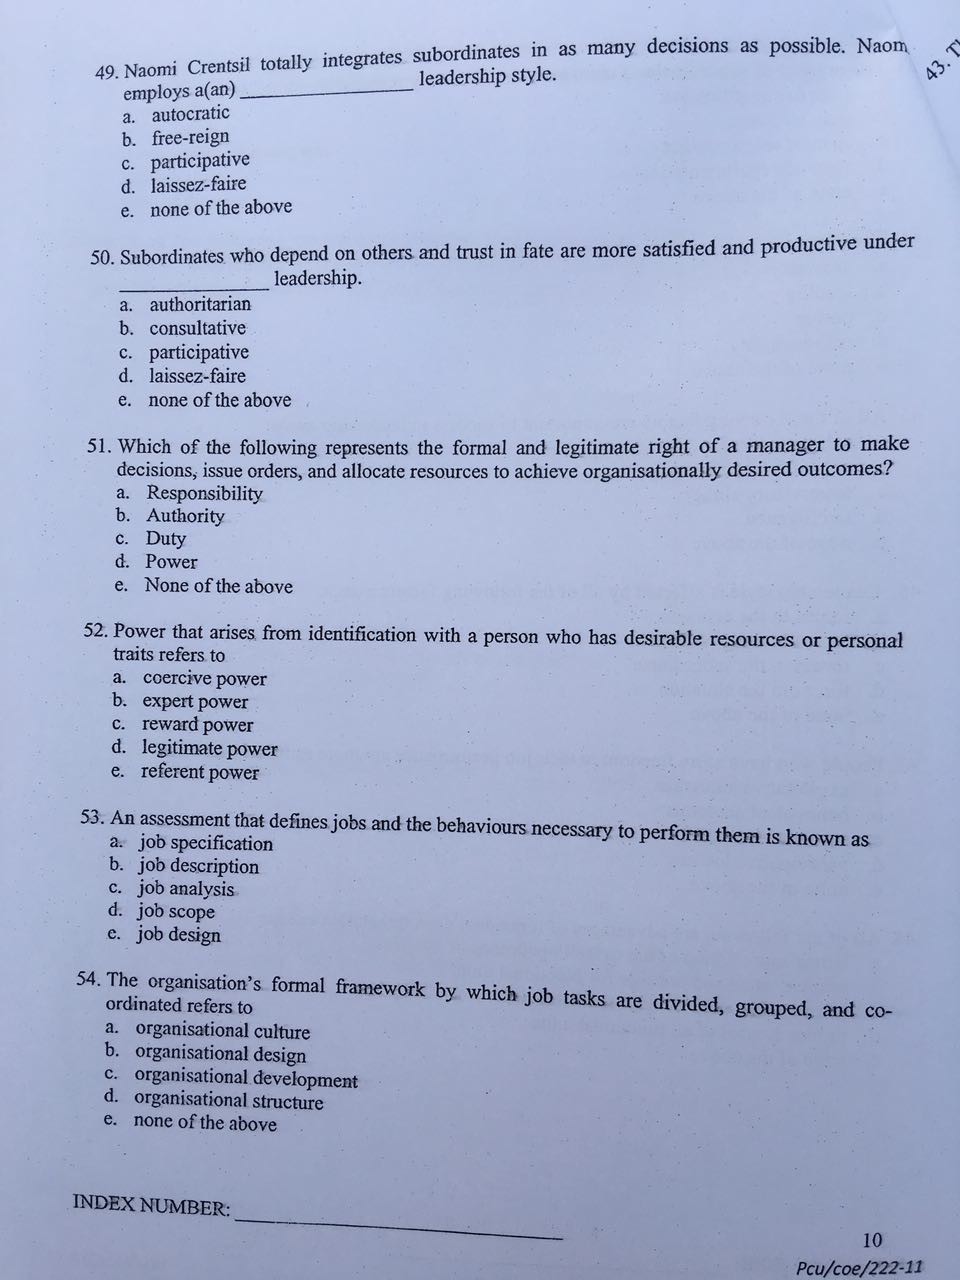 49. Naomi Crentsil totally integrates subordinates in as many decisions as possible. Naom
employs a(an) ________________ leadership style.
a. autocratic
b. free-reign
c. participative
d. laissez-faire
e. none of the above
43.
50. Subordinates who depend on others and trust in fate are more satisfied and productive under
________________ leadership.
a. authoritarian
b. consultative
c. participative
d. laissez-faire
e. none of the above
51. Which of the following represents the formal and legitimate right of a manager to make
decisions, issue orders, and allocate resources to achieve organisationally desired outcomes?
a. Responsibility
b. Authority
c. Duty
d. Power
e. None of the above
52. Power that arises from identification with a person who has desirable resources or personal
traits refers to
a. coercive power
b. expert power
c. reward power
d. legitimate power
e. referent power
53. An assessment that defines jobs and the behaviours necessary to perform them is known as
a. job specification
b. job description
c. job analysis
d. job scope
e. job design
54. The organisation's formal framework by which job tasks are divided, grouped, and co-
ordinated refers to
a. organisational culture
b. organisational design
c. organisational development
d. organisational structure
e. none of the above
INDEX NUMBER: ________________
10
Pcu/coe/222-11